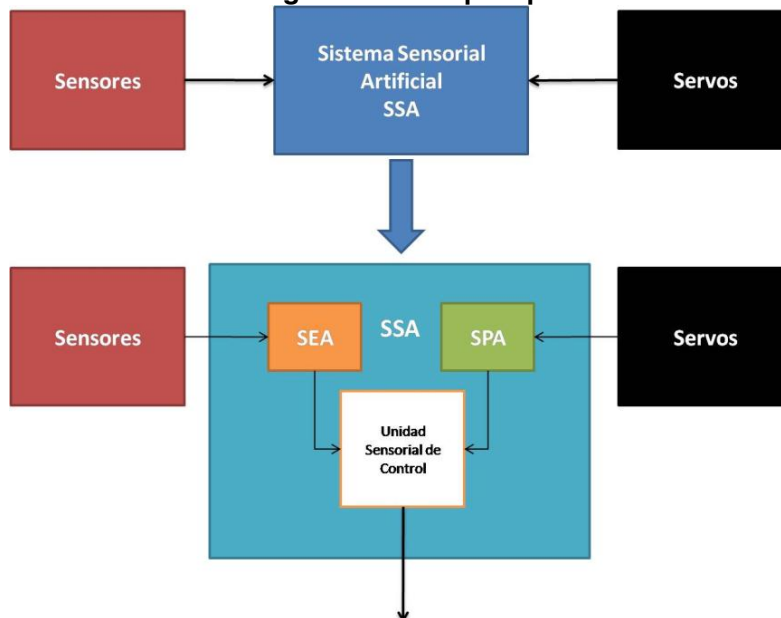 Sensores
Sistema Sensorial
Artificial
SSA
Servos
Sensores
SEA
SSA
SPA
Servos
Unidad
Sensorial de
Control